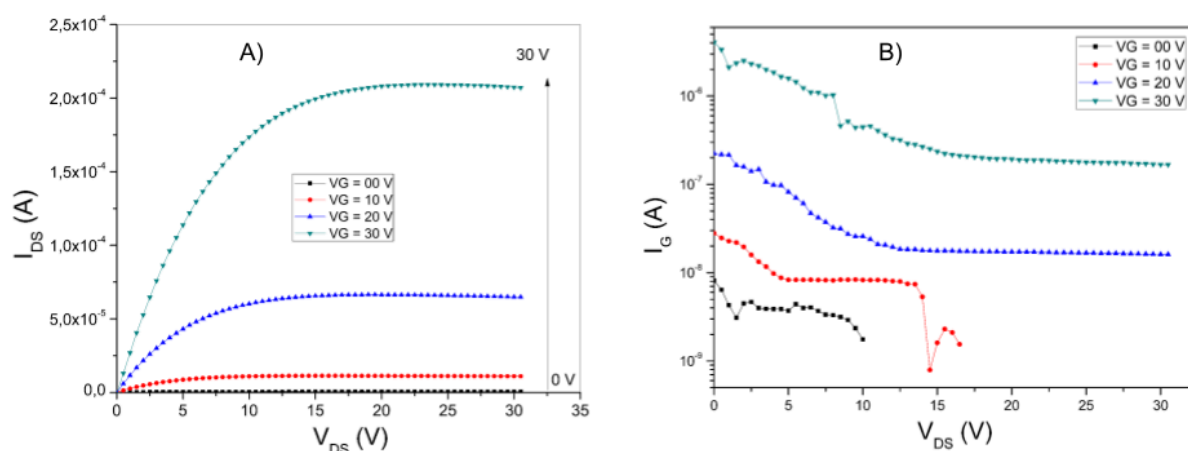 A)
30 V
2,5x10⁻⁴
2,0x10⁻⁴
1,5x10⁻⁴
1,0x10⁻⁴
5,0x10⁻⁵
0,0
I_DS (A)
VG = 00 V
VG = 10 V
VG = 20 V
VG = 30 V
0 V
0 5 10 15 20 25 30 35
V_DS (V)
B)
VG = 00 V
VG = 10 V
VG = 20 V
VG = 30 V
10⁻⁶
10⁻⁷
10⁻⁸
10⁻⁹
I_G (A)
0 5 10 15 20 25 30
V_DS (V)